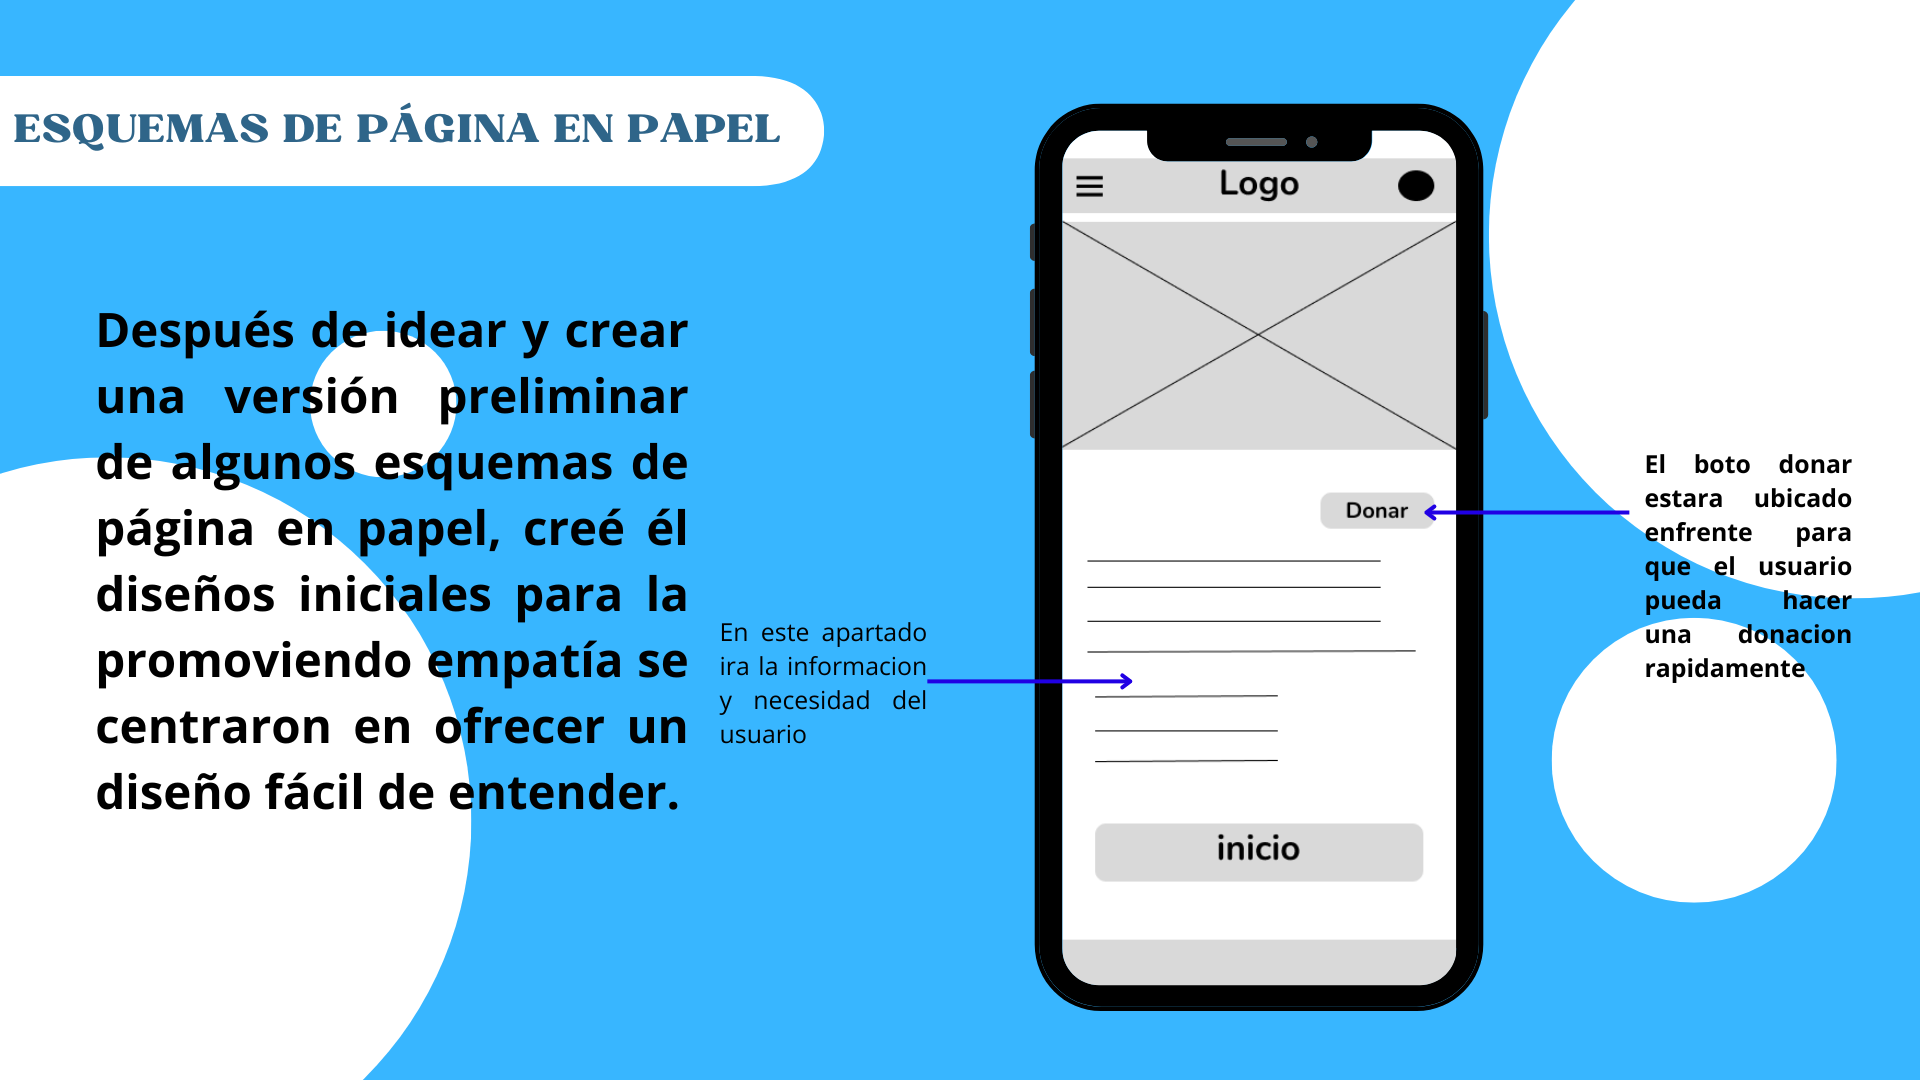 ESQUEMAS DE PÁGINA EN PAPEL
Después de idear y crear
una versión preliminar
de algunos esquemas de
página en papel, creé él
diseños iniciales para la
promoviendo empatía se
centraron en ofrecer un
diseño fácil de entender.
En este apartado
ira la informacion
y necesidad del
usuario
Logo
Donar
inicio
El boto donar
estara ubicado
enfrente para
que el usuario
pueda hacer
una donacion
rapidamente